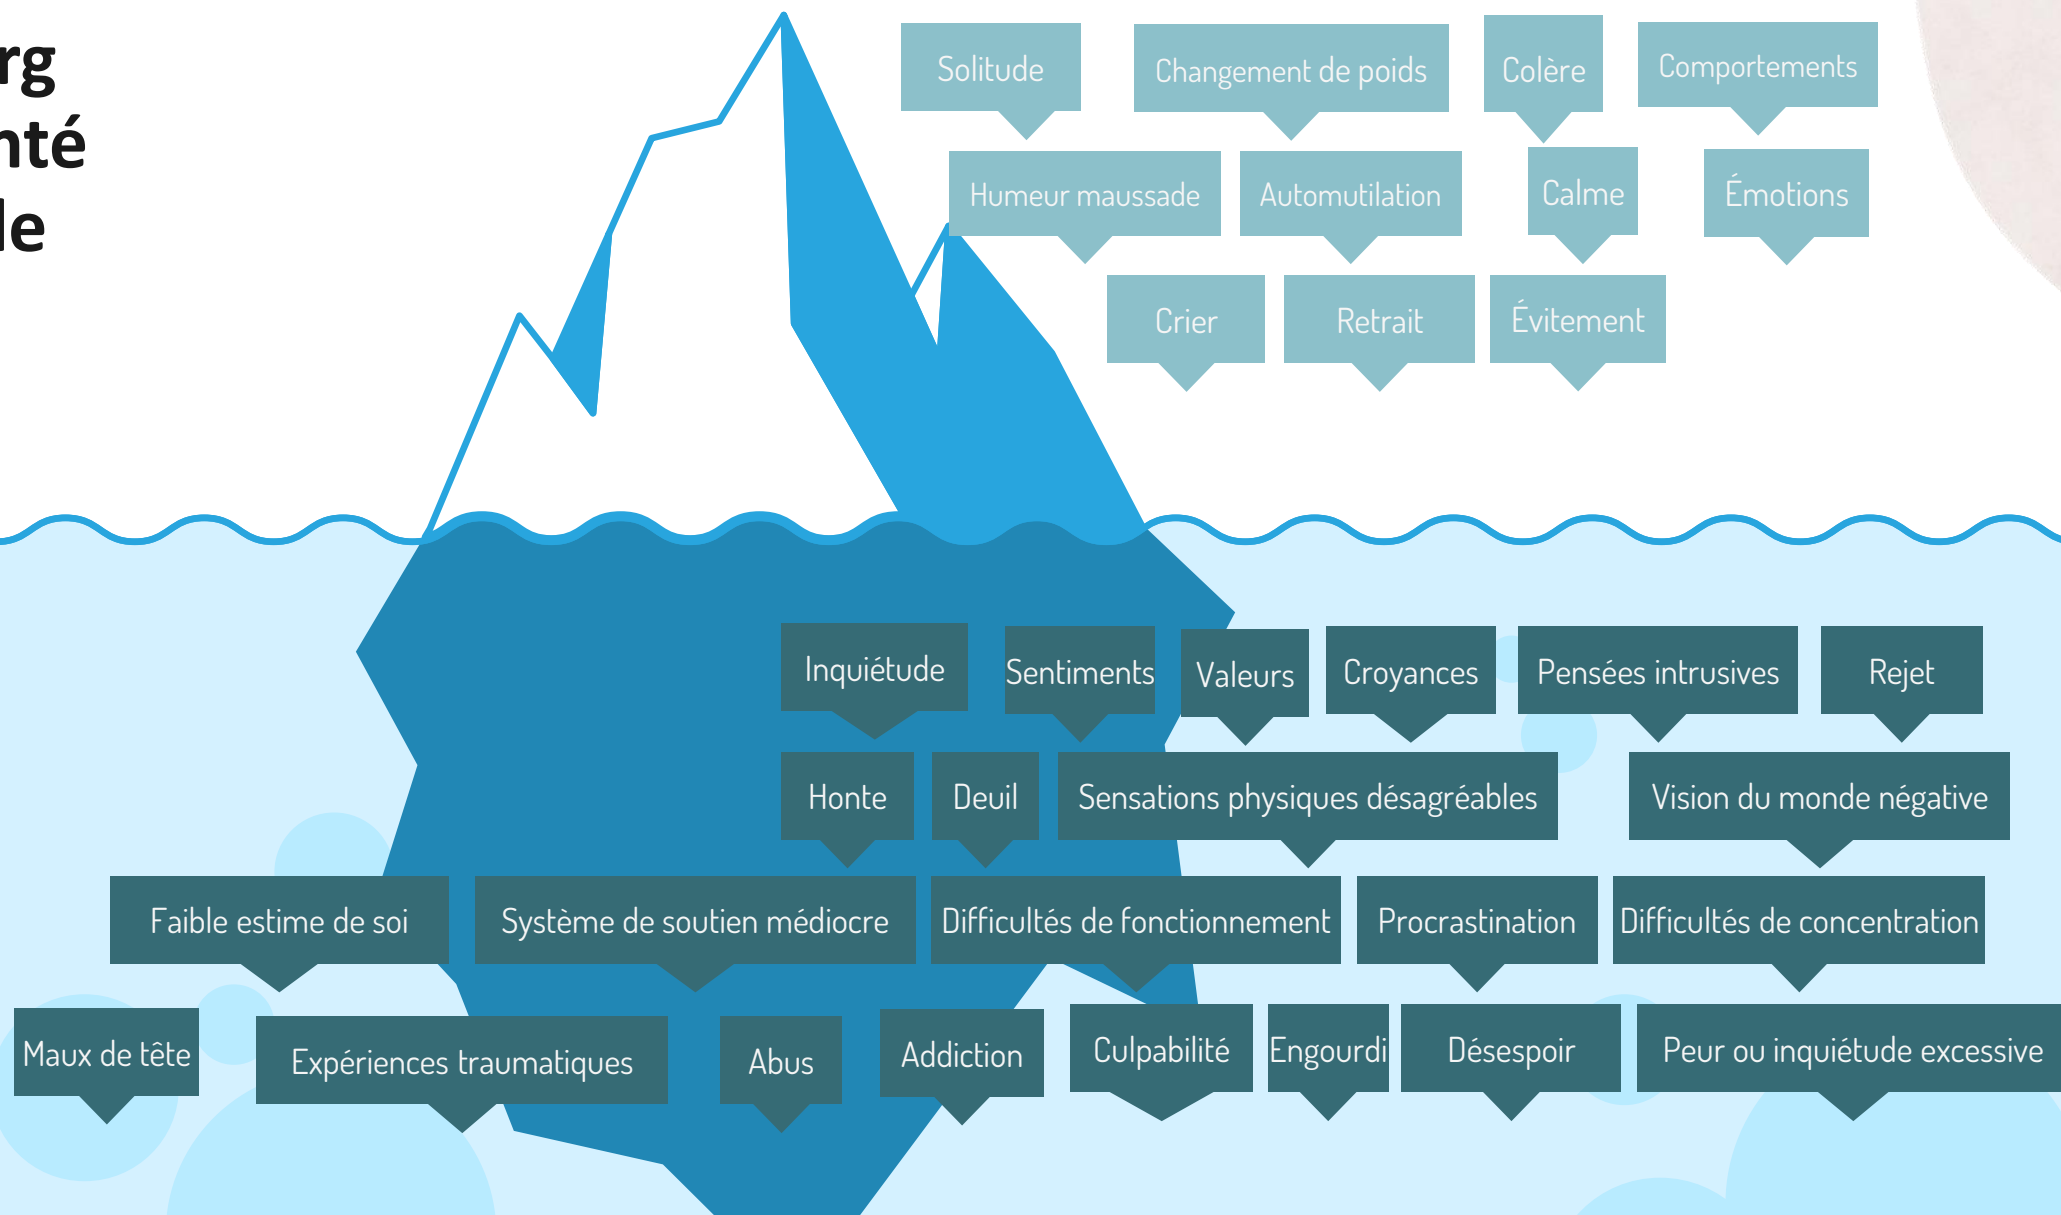 rg
nté
le
Solitude
Changement de poids
Colère
Comportements
Humeur maussade
Automutilation
Calme
Émotions
Crier
Retrait
Évitement
Inquiétude
Sentiments
Valeurs
Croyances
Pensées intrusives
Rejet
Honte
Deuil
Sensations physiques désagréables
Vision du monde négative
Faible estime de soi
Système de soutien médiocre
Difficultés de fonctionnement
Procrastination
Difficultés de concentration
Maux de tête
Expériences traumatiques
Abus
Addiction
Culpabilité
Engourdi
Désespoir
Peur ou inquiétude excessive